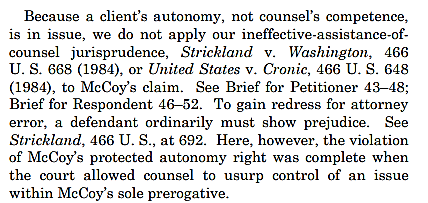 Because a client's autonomy, not counsel's competence,
is in issue, we do not apply our ineffective-assistance-of-
counsel jurisprudence, Strickland v. Washington, 466
U. S. 668 (1984), or United States v. Cronic, 466 U. S. 648
(1984), to McCoy's claim. See Brief for Petitioner 43–48;
Brief for Respondent 46–52. To gain redress for attorney
error, a defendant ordinarily must show prejudice. See
Strickland, 466 U. S., at 692. Here, however, the violation
of McCoy's protected autonomy right was complete when
the court allowed counsel to usurp control of an issue
within McCoy's sole prerogative.